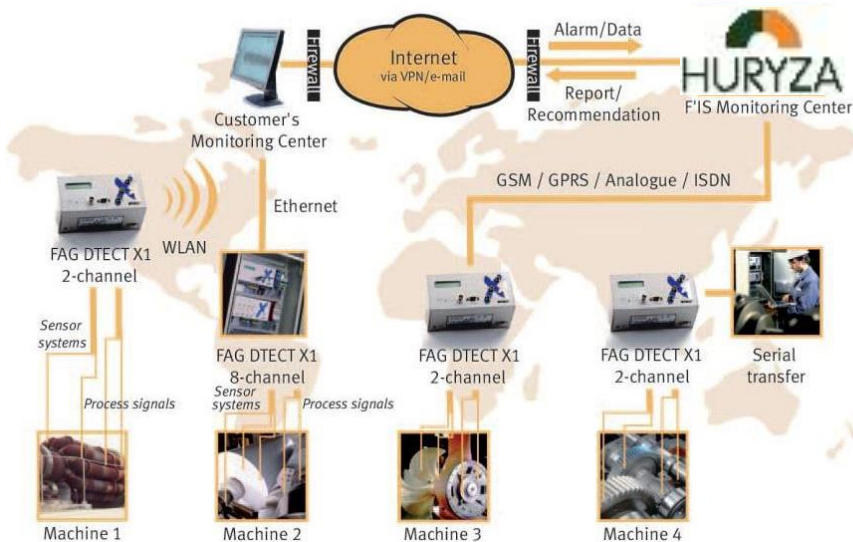 Alarm/Data
Firewall
Internet
via VPN/e-mail
Firewall
HURYZA
Report/
Recommendation
F'IS Monitoring Center
Customer's
Monitoring Center
GSM / GPRS / Analogue / ISDN
Ethernet
WLAN
FAG DTECT X1
2-channel
Sensor
systems
FAG DTECT X1
8-channel
FAG DTECT X1
2-channel
FAG DTECT X1
2-channel
Serial
transfer
Process signals
Sensor
systems
Process signals
Machine 1
Machine 2
Machine 3
Machine 4